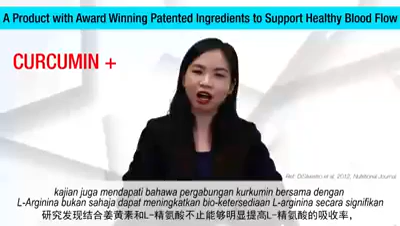 A Product with Award Winning Patented Ingredients to Support Healthy Blood Flow
CURCUMIN +
Ref: DiSilvestro et al, 2012, Nutritional Journal
kajian juga mendapati bahawa pergabungan kurkumin bersama dengan
L-Arginina bukan sahaja dapat meningkatkan bio-ketersediaan L-arginina secara signifikan
研究发现结合姜黄素和L-精氨酸不止能够明显提高L-精氨酸的吸收率，